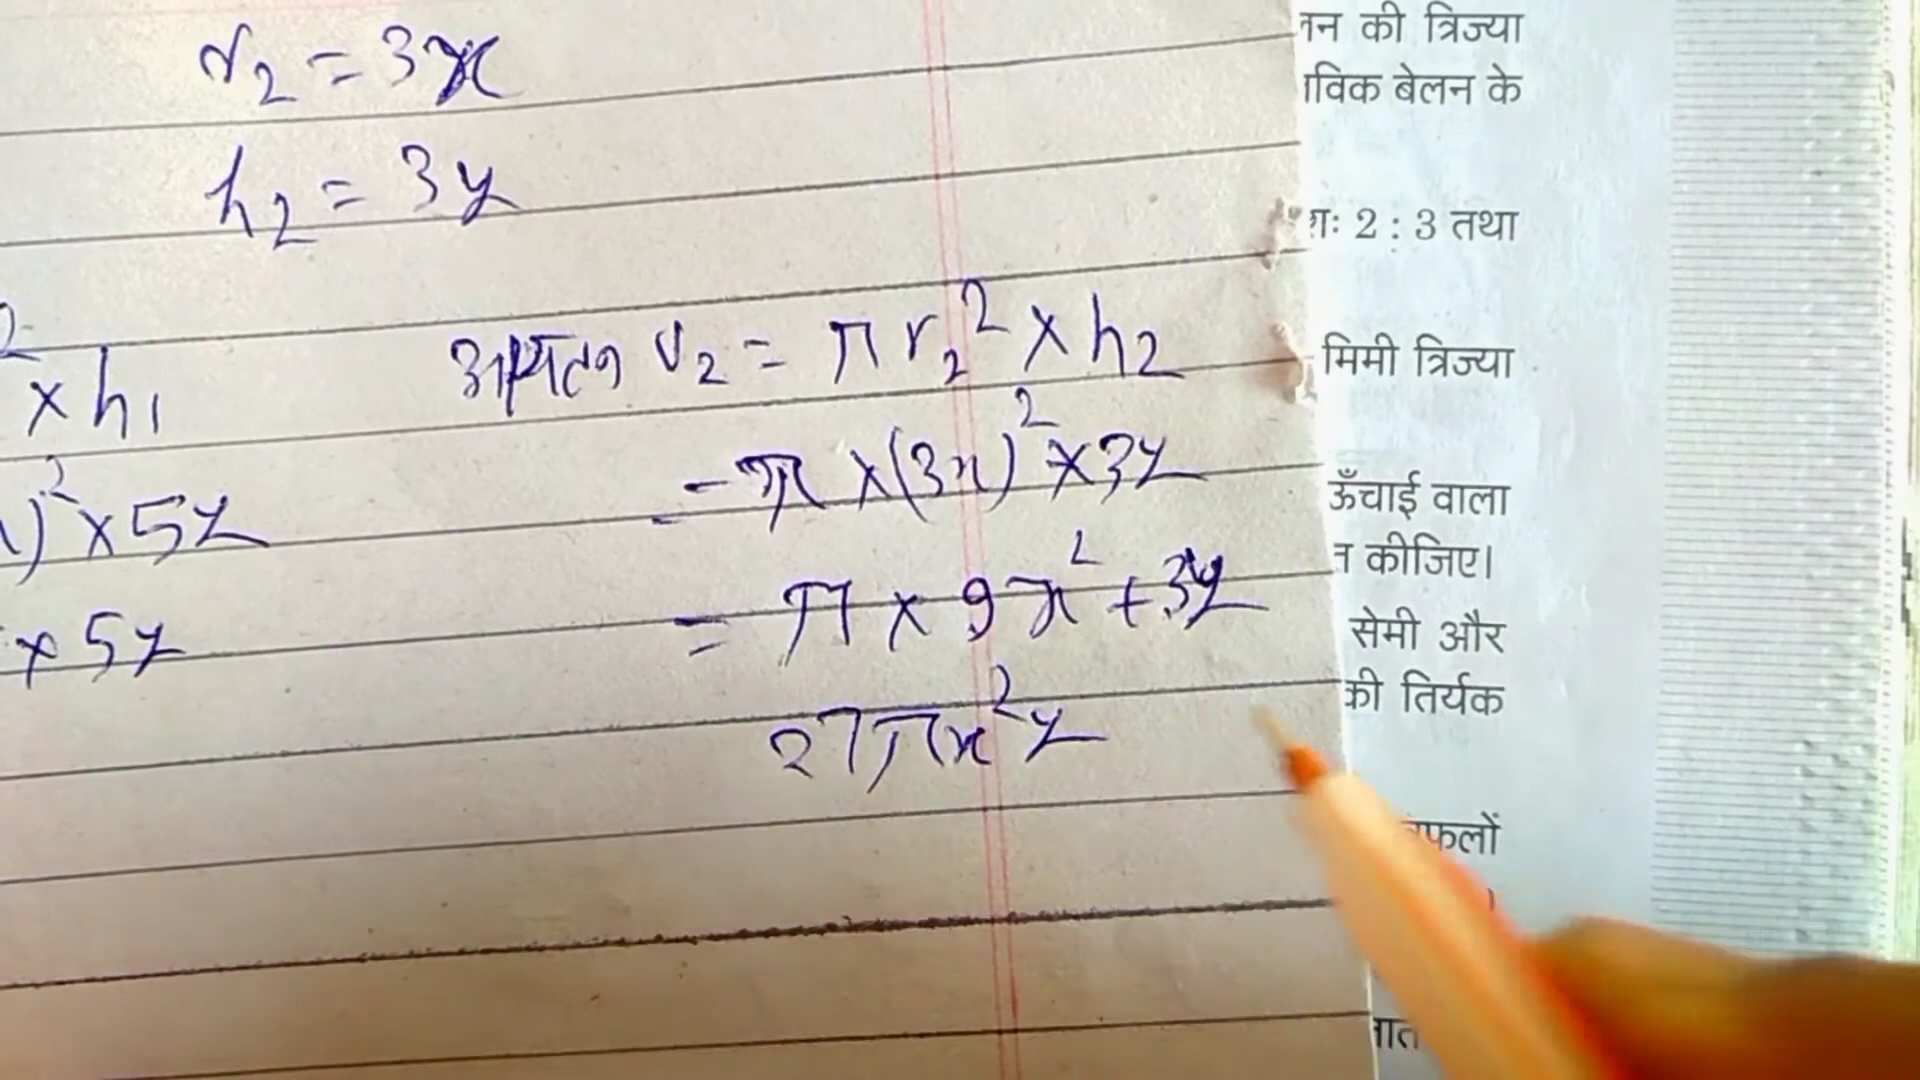 r₂ = 3x
h₂ = 3y
² × h₁
)² × 5y
× 5y
आयतन V₂ = π r₂² × h₂
= π × (3x)² × 3y
= π × 9x² + 3y
27πx²y
की त्रिज्या
बेलन के
2 : 3 तथा
मिमी त्रिज्या
ऊँचाई वाला
कीजिए।
सेमी और
की तिर्यक